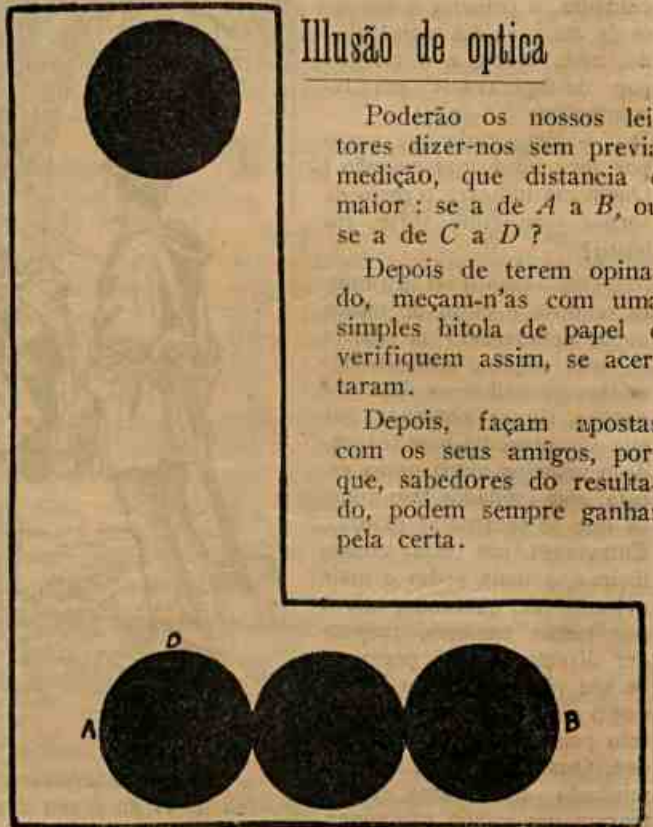 Illusão de optica
Poderão os nossos lei-
tores dizer-nos sem previa
medição, que distancia é
maior : se a de A a B, ou
se a de C a D ?
Depois de terem opina-
do, meçam-n'as com uma
simples bitola de papel e
verifiquem assim, se acer-
taram.
Depois, façam apostas
com os seus amigos, por-
que, sabedores do resulta-
do, podem sempre ganhar
pela certa.
D
A
B